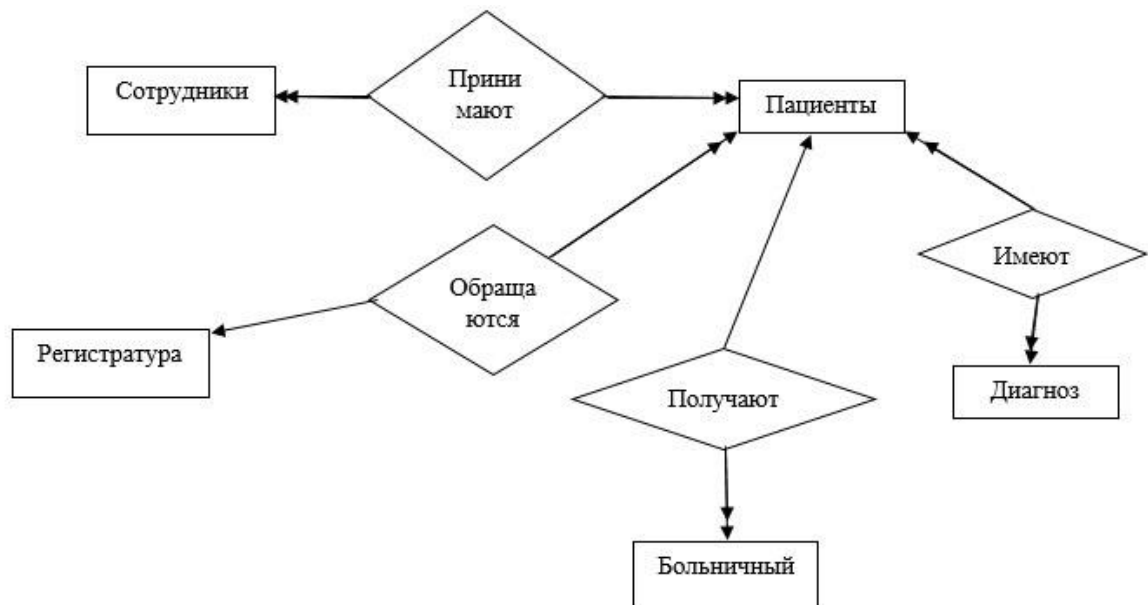 Сотрудники
Прини
мают
Пациенты
Обраща
ются
Имеют
Регистратура
Получают
Диагноз
Больничный